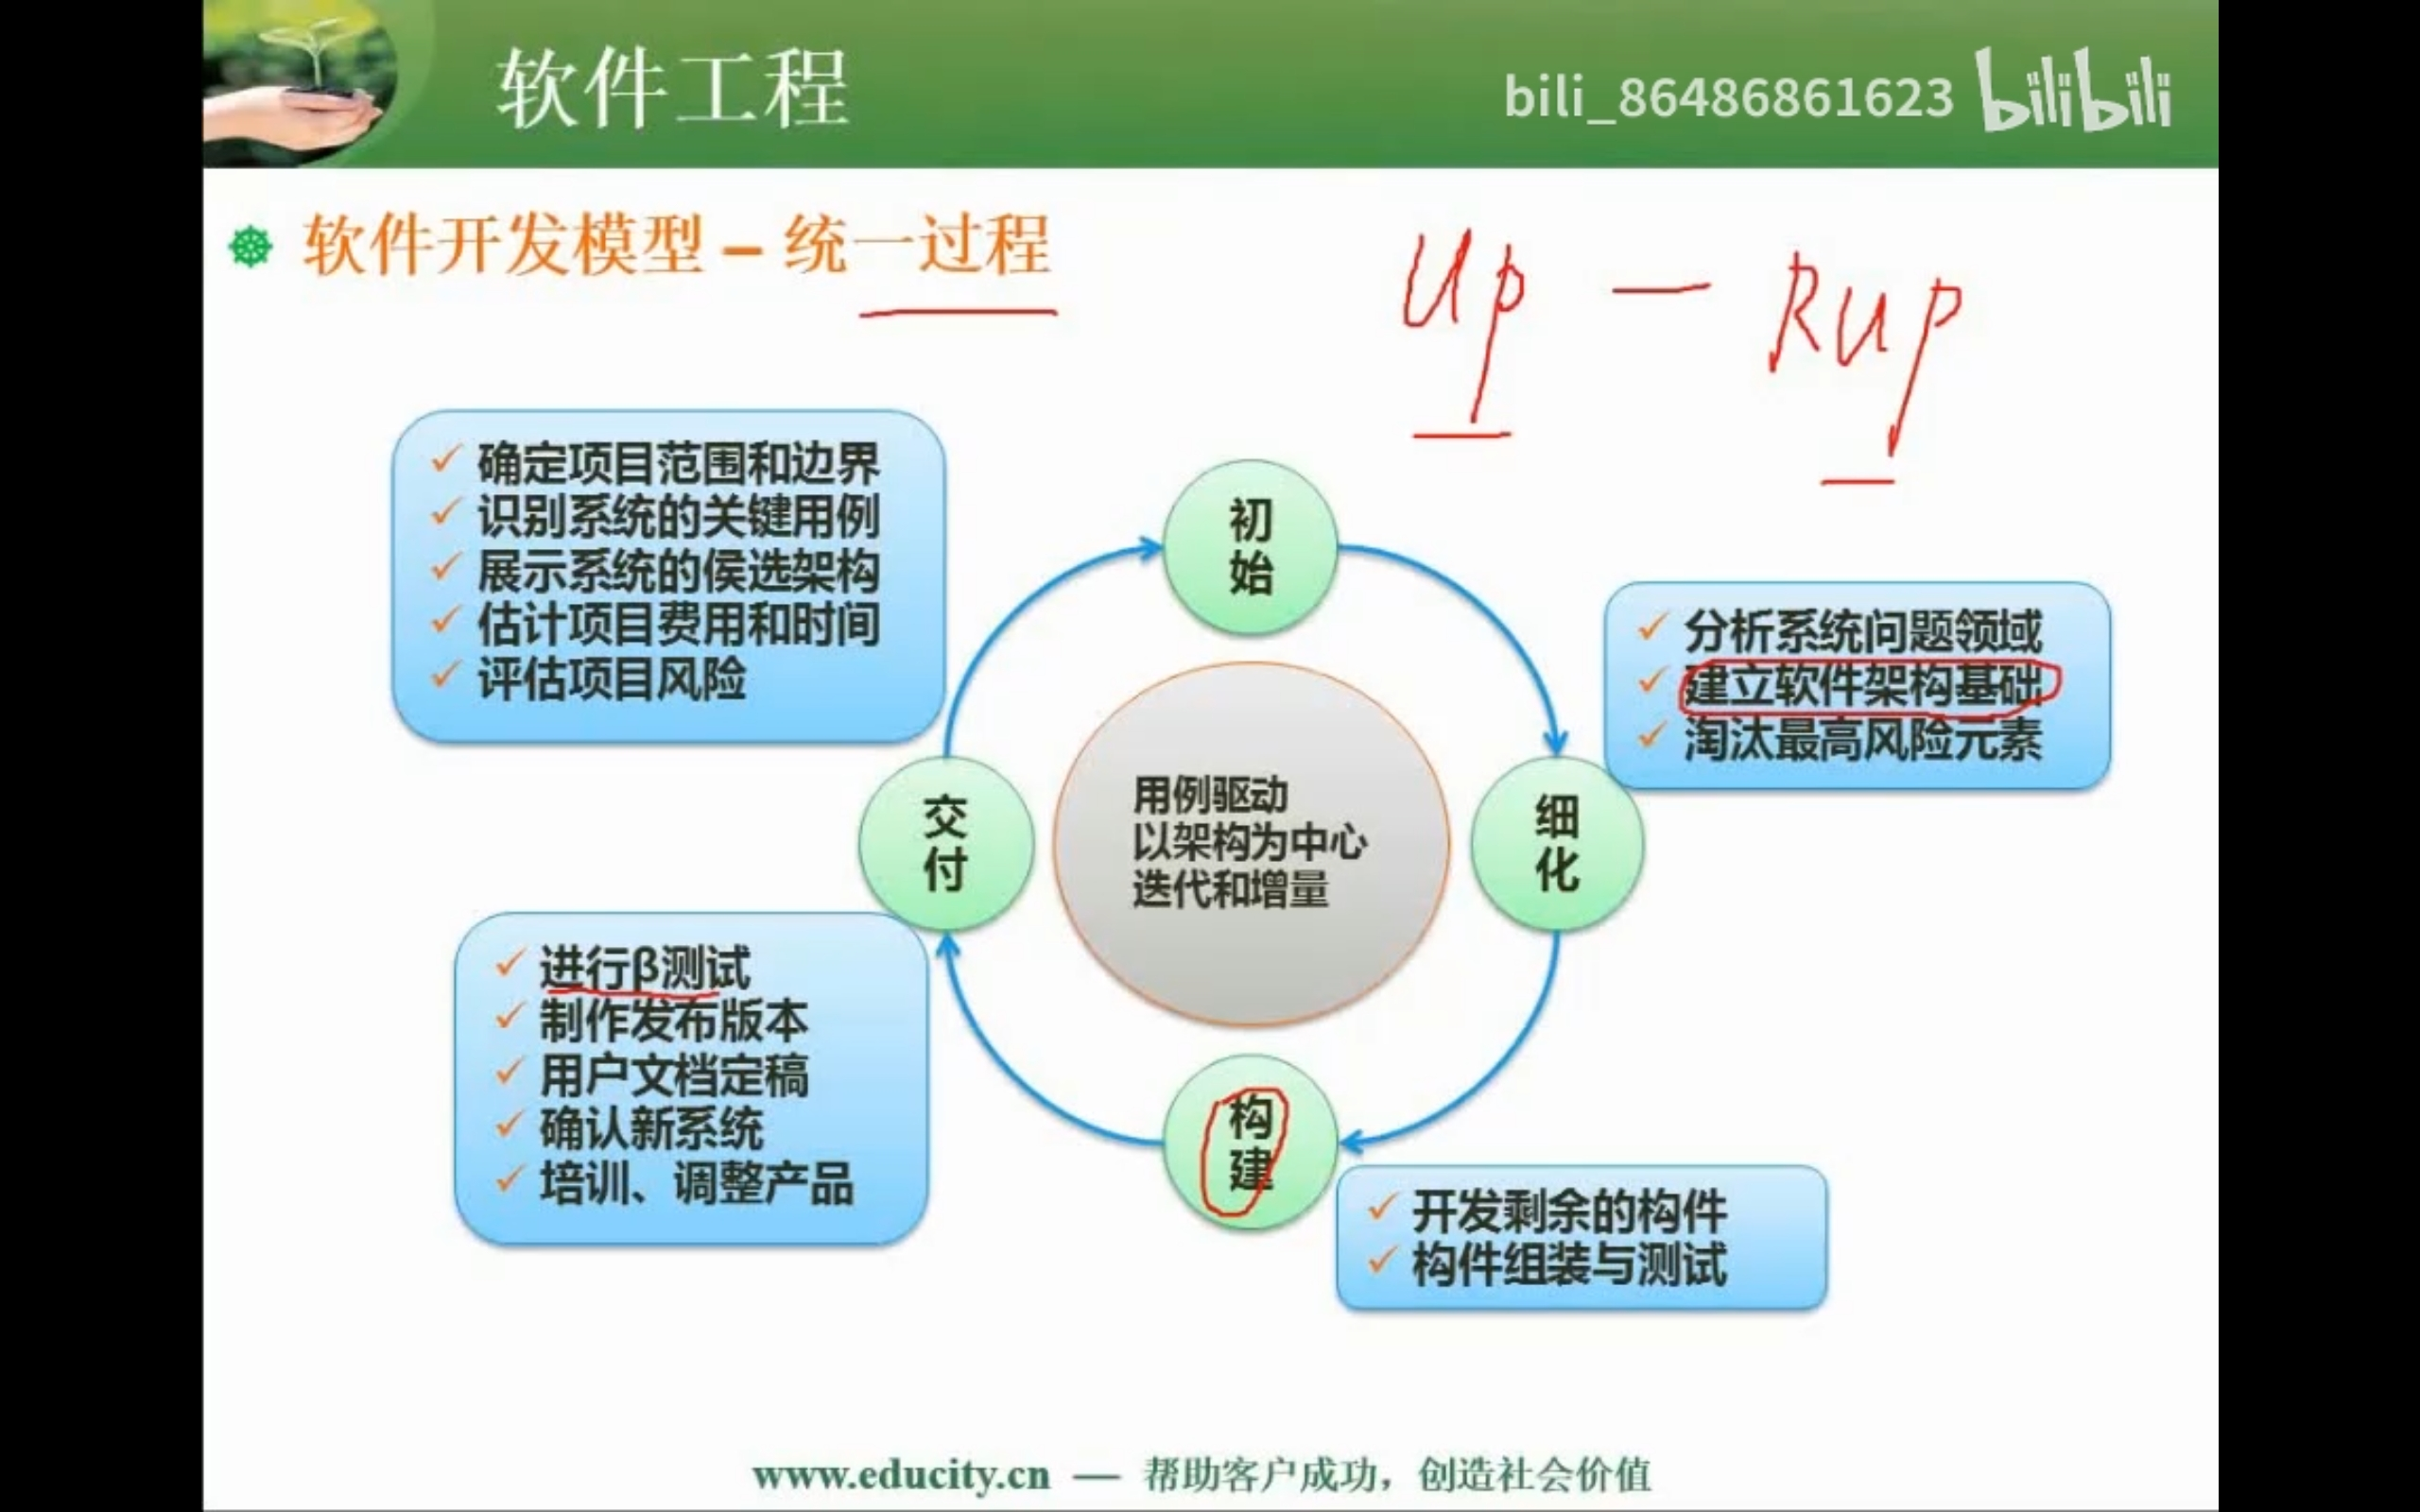 软件工程
bili_86486861623 bilibili
软件开发模型 – 统一过程
Up — RUP
确定项目范围和边界
识别系统的关键用例
展示系统的侯选架构
估计项目费用和时间
评估项目风险
初始
分析系统问题领域
建立软件架构基础
淘汰最高风险元素
交付
用例驱动
以架构为中心
迭代和增量
细化
进行β测试
制作发布版本
用户文档定稿
确认新系统
培训、调整产品
构建
开发剩余的构件
构件组装与测试
www.educity.cn — 帮助客户成功，创造社会价值